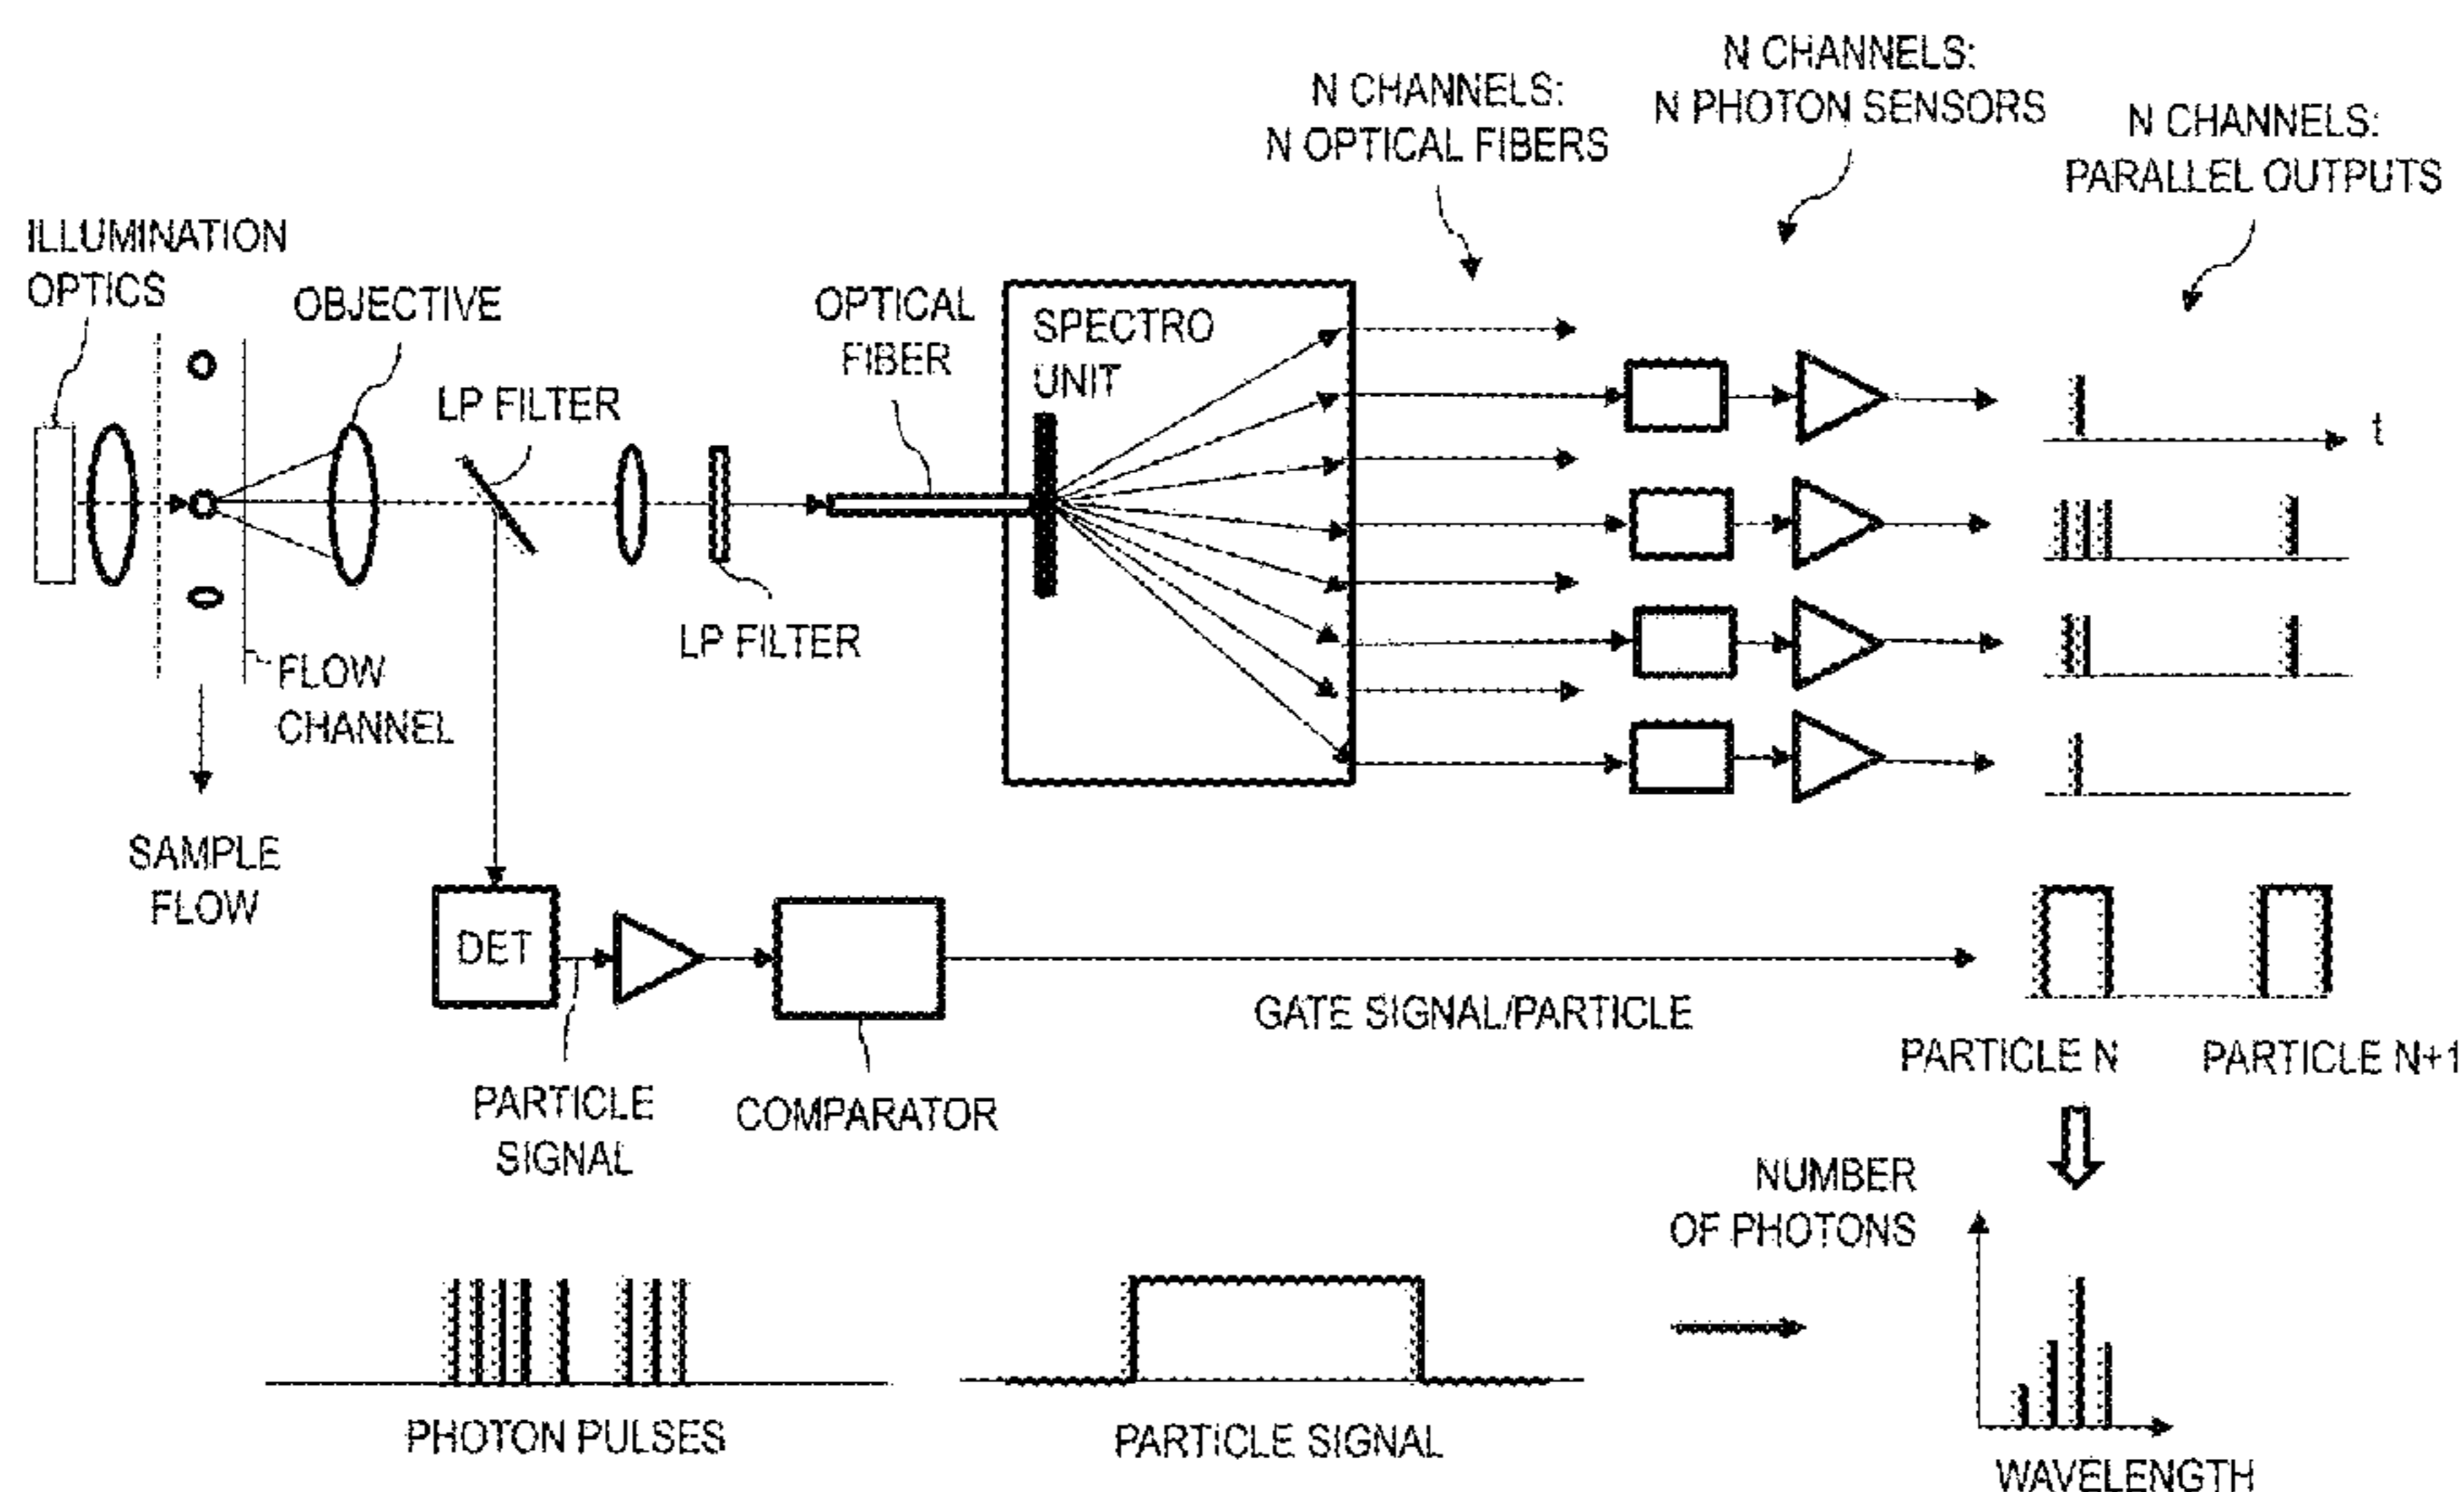 N CHANNELS:
N OPTICAL FIBERS
N CHANNELS:
N PHOTON SENSORS
N CHANNELS:
PARALLEL OUTPUTS
ILLUMINATION
OPTICS
OBJECTIVE
LP FILTER
OPTICAL
FIBER
SPECTRO
UNIT
t
LP FILTER
FLOW
CHANNEL
SAMPLE
FLOW
DET
GATE SIGNAL/PARTICLE
PARTICLE N
PARTICLE N+1
PARTICLE
SIGNAL
COMPARATOR
NUMBER
OF PHOTONS
PHOTON PULSES
PARTICLE SIGNAL
WAVELENGTH